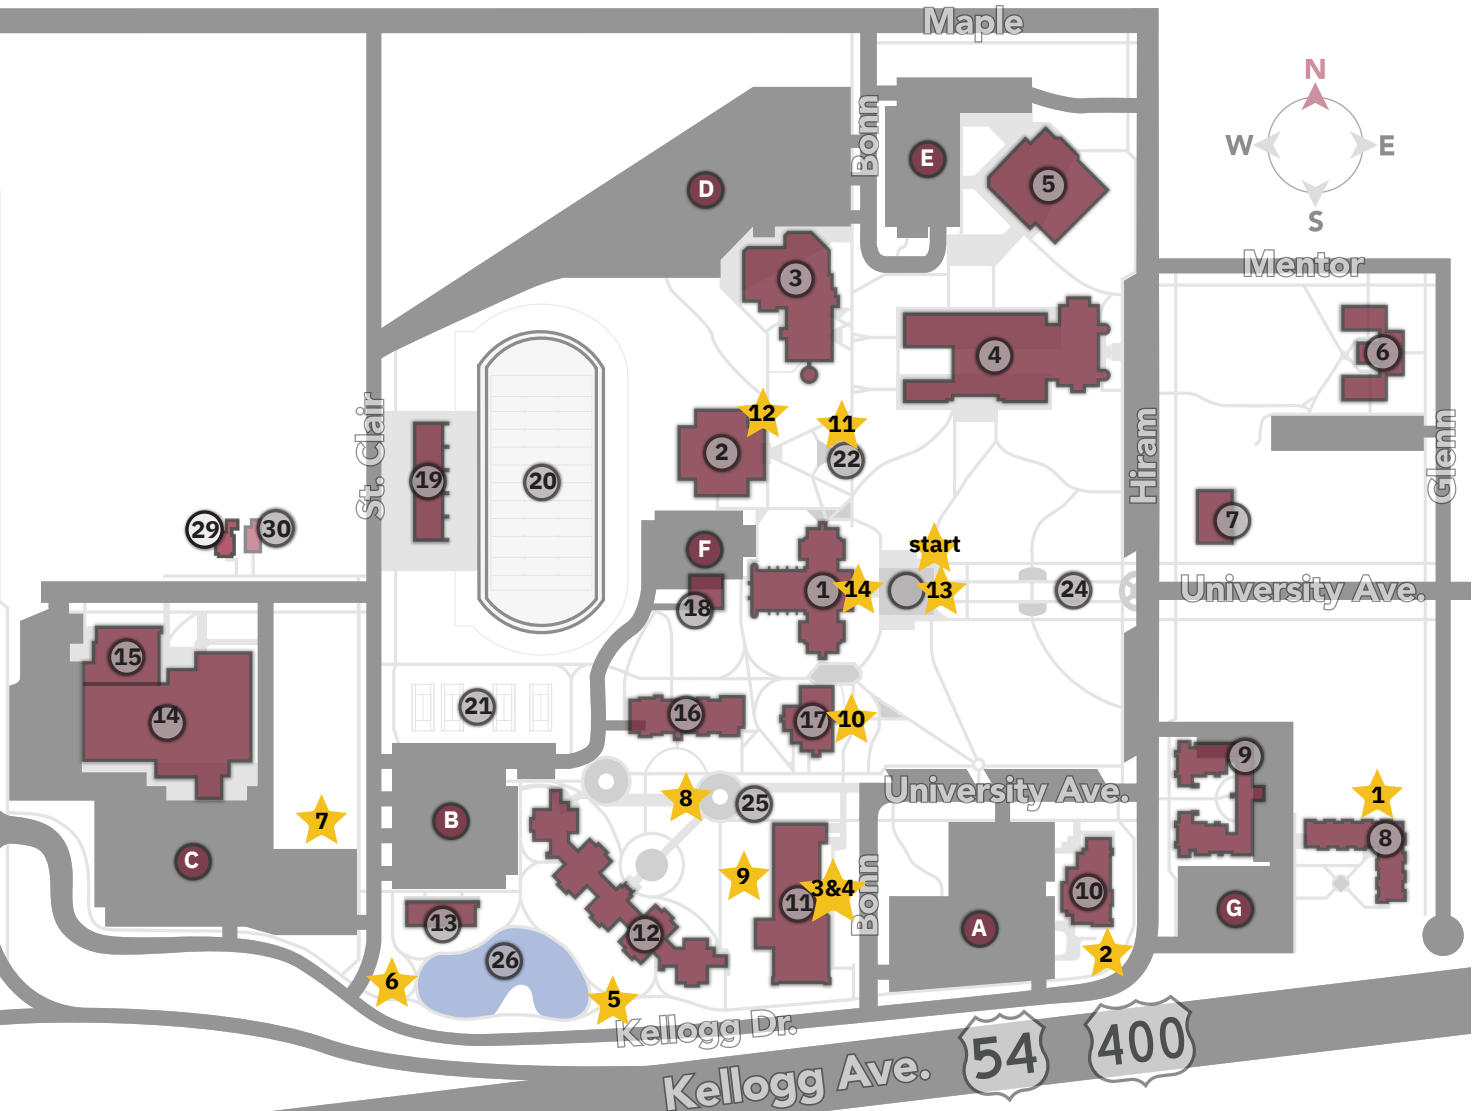 Maple
N
W
E
S
Bonn
E
5
D
Mentor
3
4
6
12
11
2
22
St. Clair
Hiram
Glenn
19
20
7
29
30
start
F
1
14
13
24
University Ave.
18
15
14
21
16
17
10
9
University Ave.
7
B
8
25
1
8
C
9
3&4
11
Bonn
10
A
G
13
12
26
2
6
5
Kellogg Dr.
Kellogg Ave.
54
400